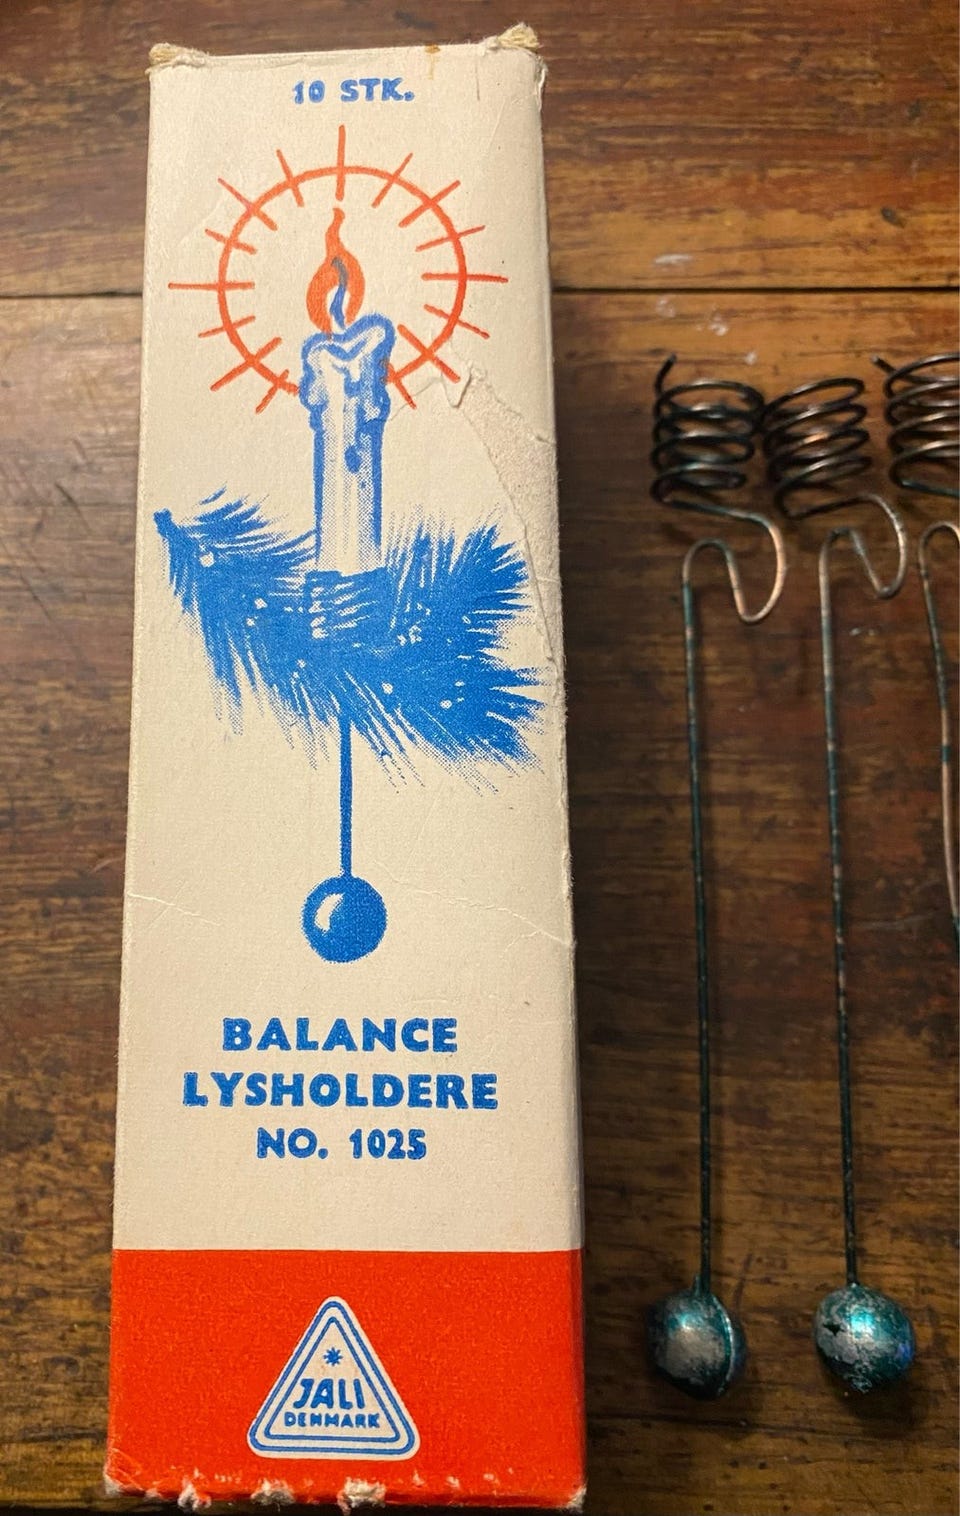 10 STK.
BALANCE
LYSHOLDERE
NO. 1025
JALI
DENMARK